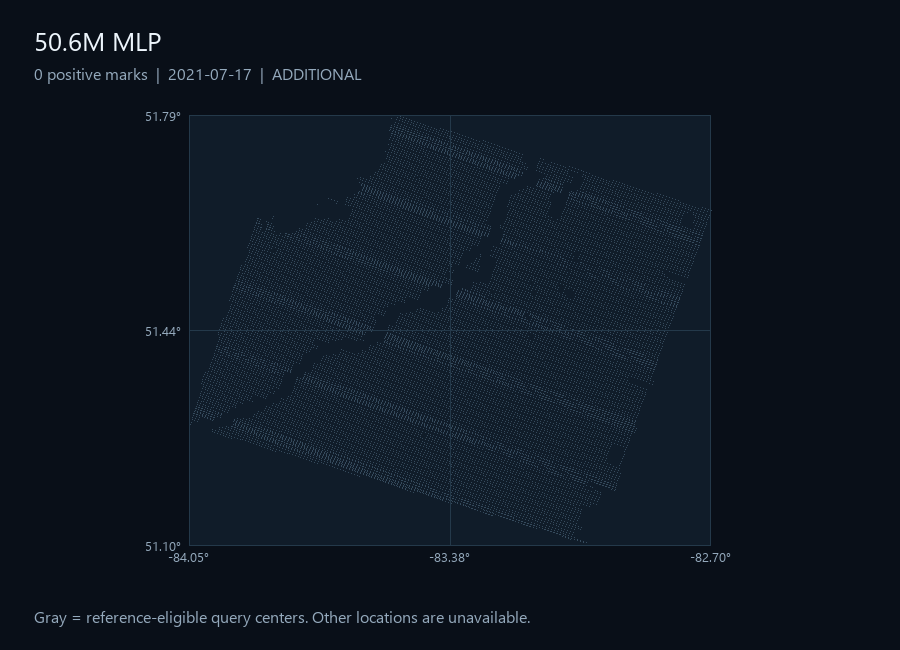 50.6M MLP
0 positive marks | 2021-07-17 | ADDITIONAL
51.79°
51.44°
51.10°
-84.05°
-83.38°
-82.70°
Gray = reference-eligible query centers. Other locations are unavailable.